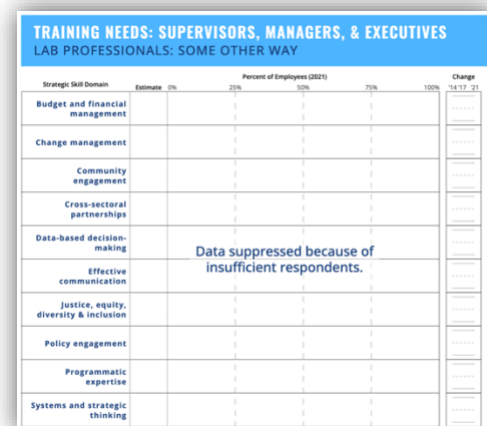 TRAINING NEEDS: SUPERVISORS, MANAGERS, & EXECUTIVES
LAB PROFESSIONALS: SOME OTHER WAY
Percent of Employees (2021)
Change
Strategic Skill Domain
Estimate 0% 25% 50% 75% 100% '14 '17 '21
Budget and financial
management
Change management
Community
engagement
Cross-sectoral
partnerships
Data-based decision-
making
Effective
communication
Justice, equity,
diversity & inclusion
Policy engagement
Programmatic
expertise
Systems and strategic
thinking
Data suppressed because of
insufficient respondents.